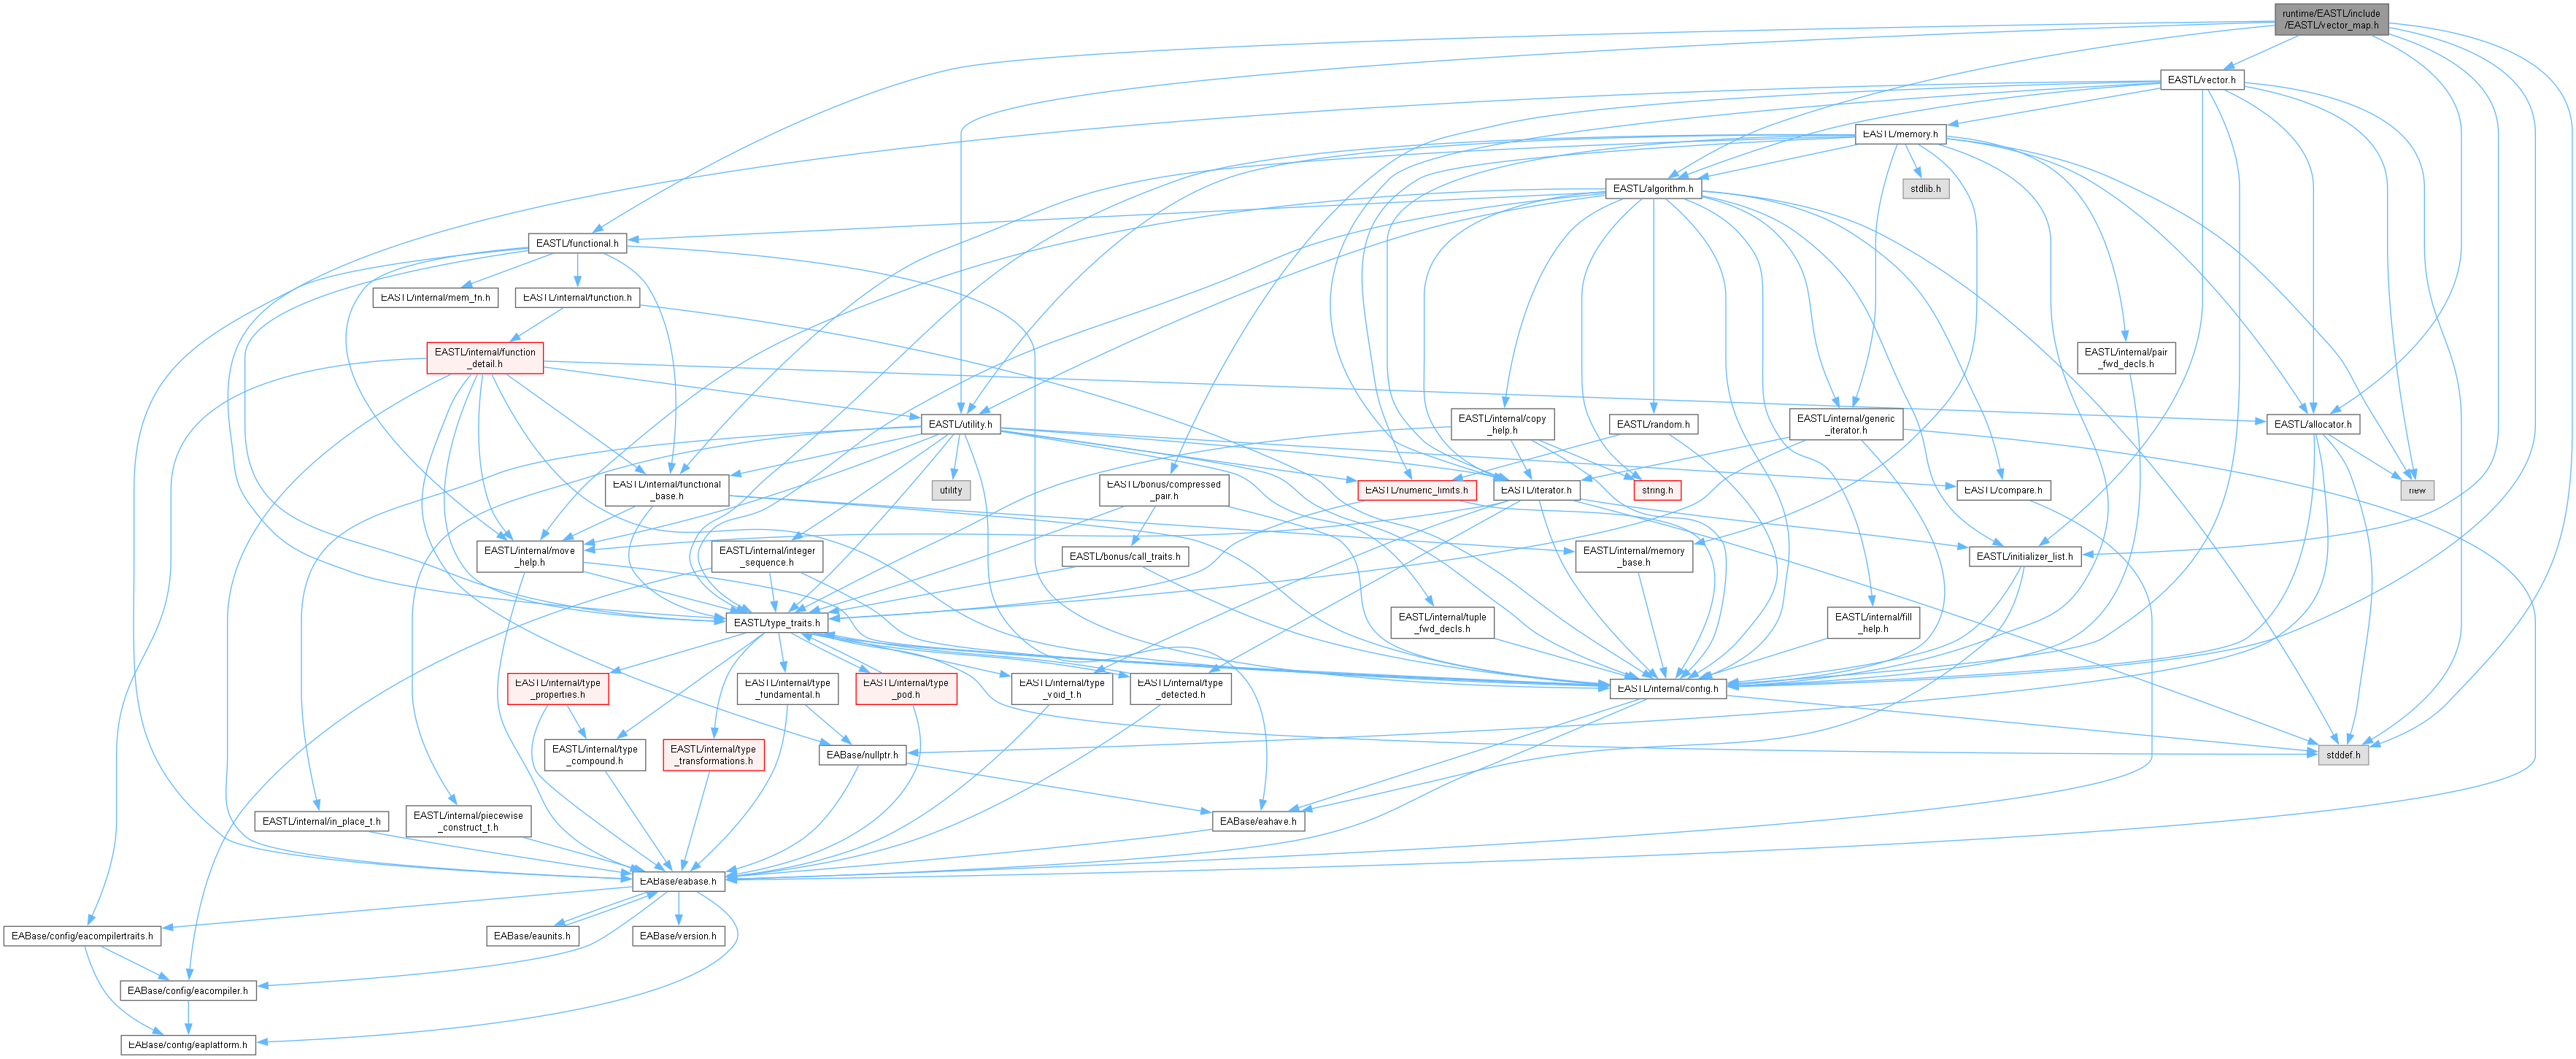 runtime/EASTL/include
/EASTL/vector_map.h
EASTL/vector.h
EASTL/memory.h
EASTL/algorithm.h
stdlib.h
EASTL/functional.h
EASTL/internal/mem_fn.h
EASTL/internal/function.h
EASTL/internal/function
_detail.h
EASTL/internal/pair
_fwd_decls.h
EASTL/utility.h
EASTL/internal/copy
_help.h
EASTL/random.h
EASTL/internal/generic
_iterator.h
EASTL/allocator.h
EASTL/internal/functional
_base.h
utility
EASTL/bonus/compressed
_pair.h
EASTL/numeric_limits.h
EASTL/iterator.h
string.h
EASTL/compare.h
new
EASTL/internal/move
_help.h
EASTL/internal/integer
_sequence.h
EASTL/bonus/call_traits.h
EASTL/internal/memory
_base.h
EASTL/initializer_list.h
EASTL/type_traits.h
EASTL/internal/tuple
_fwd_decls.h
EASTL/internal/fill
_help.h
EASTL/internal/type
_properties.h
EASTL/internal/type
_fundamental.h
EASTL/internal/type
_pod.h
EASTL/internal/type
_void_t.h
EASTL/internal/type
_detected.h
EASTL/internal/config.h
EASTL/internal/type
_compound.h
EASTL/internal/type
_transformations.h
EABase/nullptr.h
stddef.h
EASTL/internal/in_place_t.h
EASTL/internal/piecewise
_construct_t.h
EABase/eahave.h
EABase/eabase.h
EABase/config/eacompilertraits.h
EABase/eaunits.h
EABase/version.h
EABase/config/eacompiler.h
EABase/config/eaplatform.h